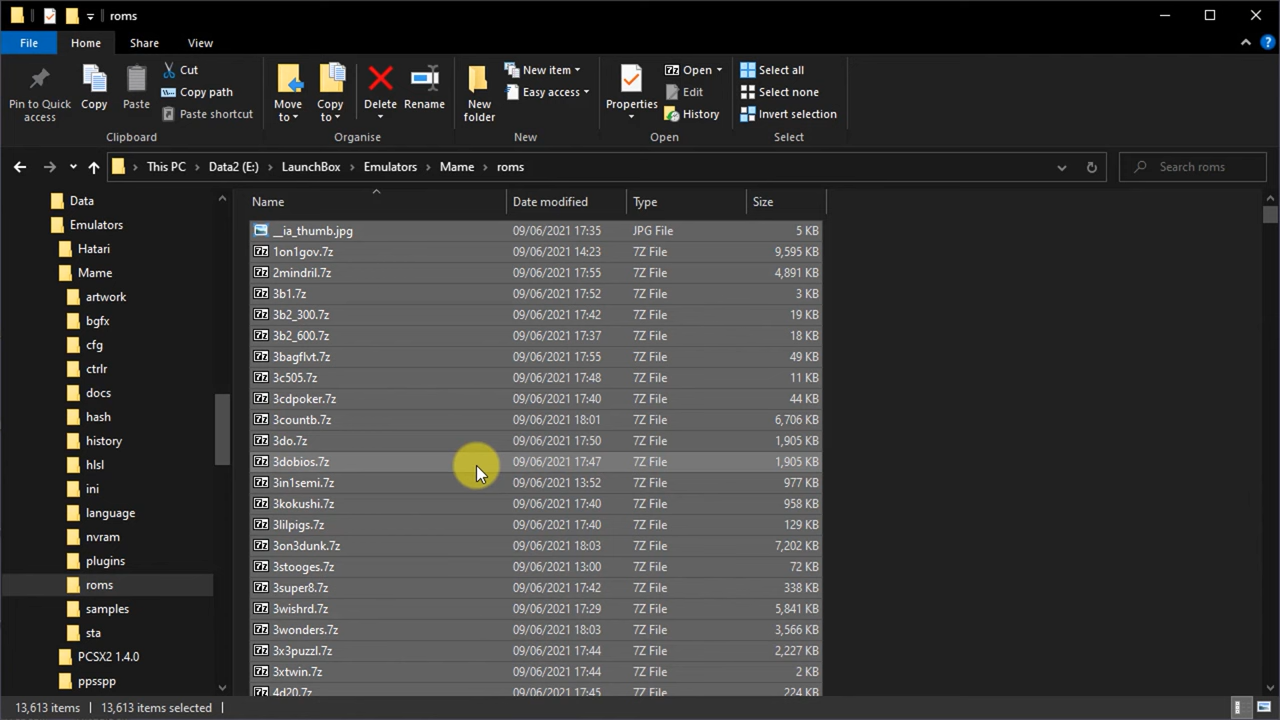 roms
File Home Share View
Pin to Quick access
Copy
Paste
Cut
Copy path
Paste shortcut
Clipboard
Move to
Copy to
Delete
Rename
Organise
New folder
New item
Easy access
New
Properties
Open
Edit
History
Open
Select all
Select none
Invert selection
Select
This PC > Data2 (E:) > LaunchBox > Emulators > Mame > roms
Search roms
Data
Emulators
Hatari
Mame
artwork
bgfx
cfg
ctrlr
docs
hash
history
hlsl
ini
language
nvram
plugins
roms
samples
sta
PCSX2 1.4.0
ppsspp
Name Date modified Type Size
__ia_thumb.jpg 09/06/2021 17:35 JPG File 5 KB
1on1gov.7z 09/06/2021 14:23 7Z File 9,595 KB
2mindril.7z 09/06/2021 17:55 7Z File 4,891 KB
3b1.7z 09/06/2021 17:52 7Z File 3 KB
3b2_300.7z 09/06/2021 17:42 7Z File 19 KB
3b2_600.7z 09/06/2021 17:37 7Z File 18 KB
3bagflvt.7z 09/06/2021 17:55 7Z File 49 KB
3c505.7z 09/06/2021 17:48 7Z File 11 KB
3cdpoker.7z 09/06/2021 17:40 7Z File 44 KB
3countb.7z 09/06/2021 18:01 7Z File 6,706 KB
3do.7z 09/06/2021 17:50 7Z File 1,905 KB
3dobios.7z 09/06/2021 17:47 7Z File 1,905 KB
3in1semi.7z 09/06/2021 13:52 7Z File 977 KB
3kokushi.7z 09/06/2021 17:40 7Z File 958 KB
3lilpigs.7z 09/06/2021 17:40 7Z File 129 KB
3on3dunk.7z 09/06/2021 18:03 7Z File 7,202 KB
3stooges.7z 09/06/2021 13:00 7Z File 72 KB
3super8.7z 09/06/2021 17:42 7Z File 338 KB
3wishrd.7z 09/06/2021 17:29 7Z File 5,841 KB
3wonders.7z 09/06/2021 18:03 7Z File 3,566 KB
3x3puzzl.7z 09/06/2021 17:44 7Z File 2,227 KB
3xtwin.7z 09/06/2021 17:44 7Z File 2 KB
4d20.7z 09/06/2021 17:45 7Z File 224 KB
13,613 items 13,613 items selected